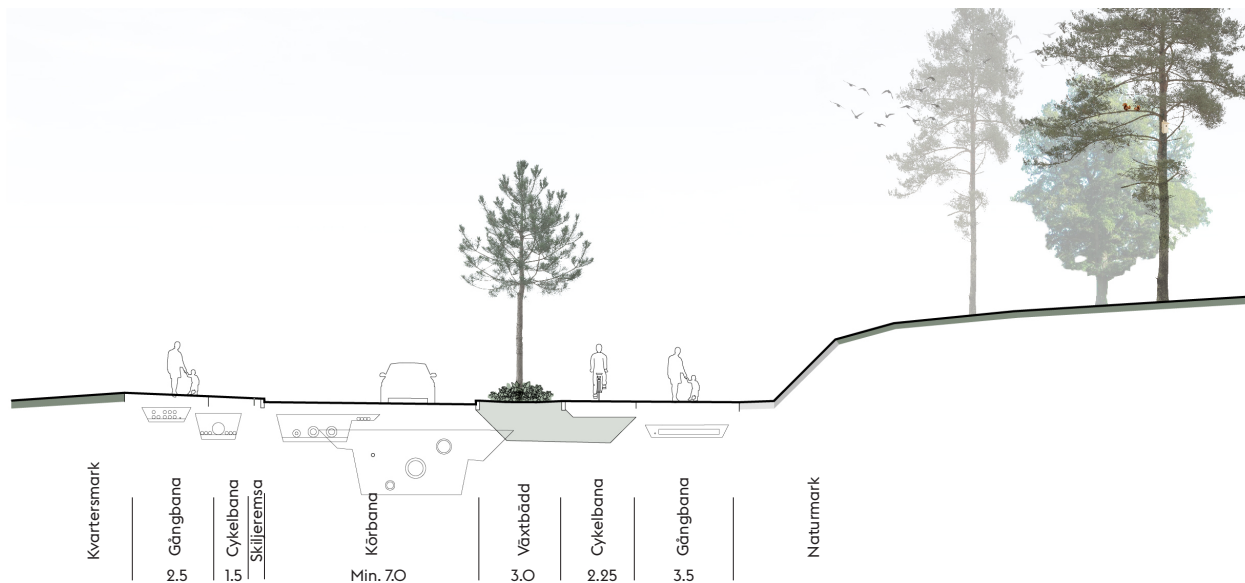 Kvartersmark
Gångbana
Cykelbana
Skiljeremsa
Körbana
Växtbädd
Cykelbana
Gångbana
Naturmark
2.5
1.5
Min. 7.0
3.0
2.25
3.5